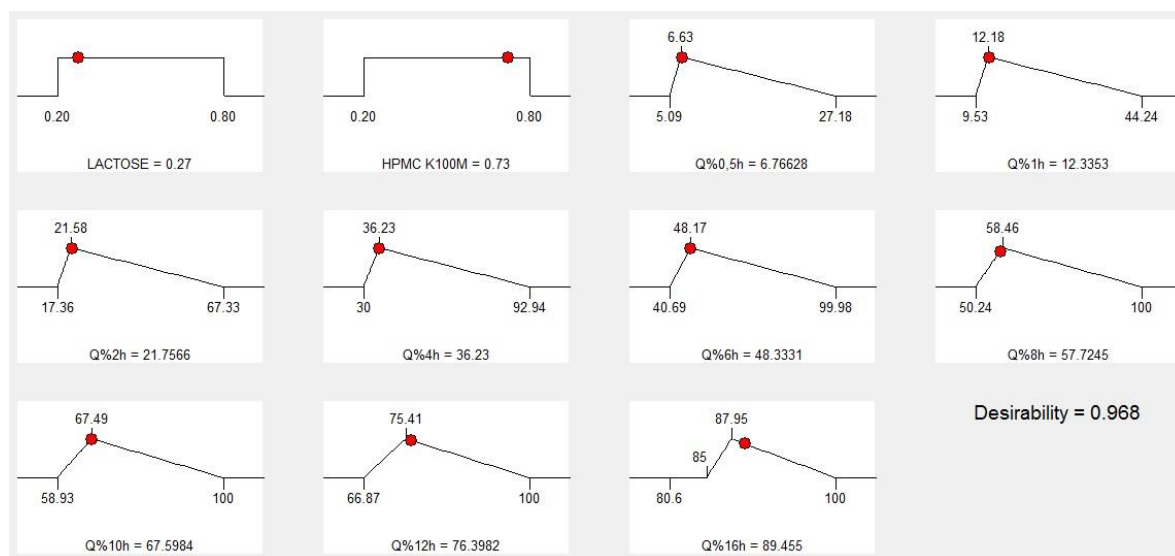 0.20 0.80
LACTOSE = 0.27
0.20 0.80
HPMC K100M = 0.73
6.63
5.09 27.18
Q%0,5h = 6.76628
12.18
9.53 44.24
Q%1h = 12.3353
21.58
17.36 67.33
Q%2h = 21.7566
36.23
30 92.94
Q%4h = 36.23
48.17
40.69 99.98
Q%6h = 48.3331
58.46
50.24 100
Q%8h = 57.7245
67.49
58.93 100
Q%10h = 67.5984
75.41
66.87 100
Q%12h = 76.3982
87.95
85
80.6 100
Q%16h = 89.455
Desirability = 0.968